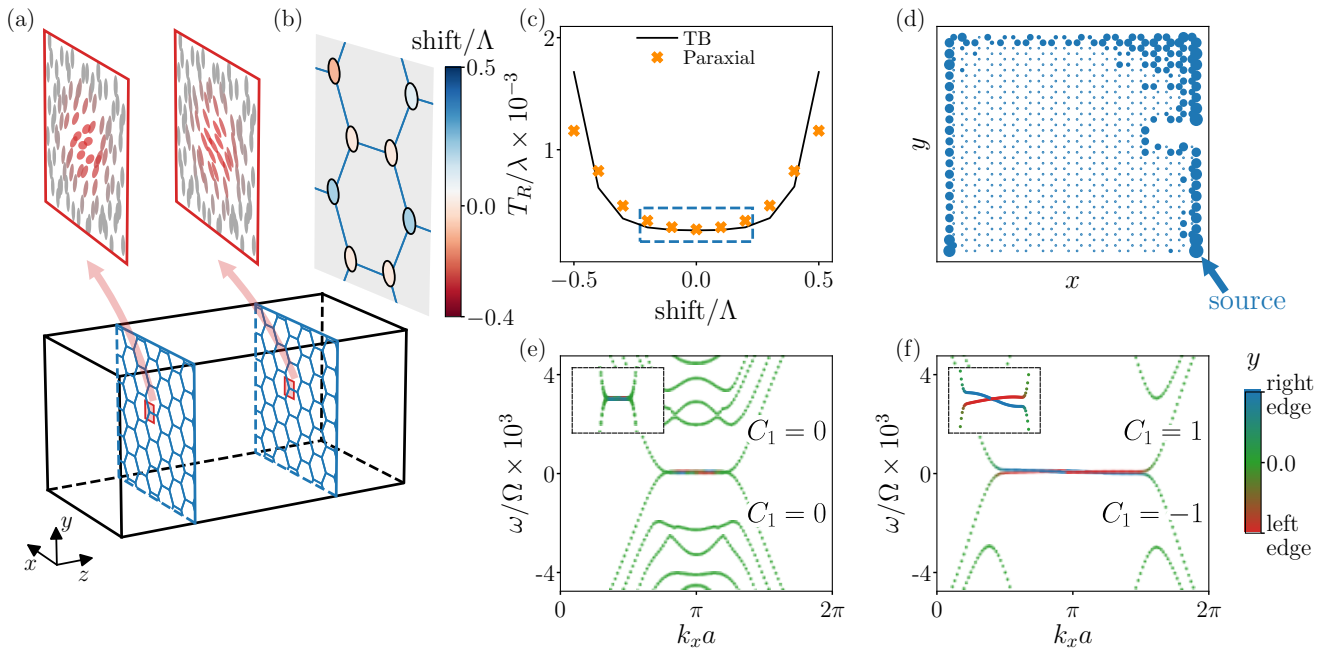 (a)
(b)
shift/Λ
0.5
0.0
−0.4
x
y
z
(c)
2
1
T_R/λ × 10^{−3}
TB
Paraxial
−0.5
0.0
0.5
shift/Λ
(d)
y
x
source
(e)
4
0
-4
ω/Ω × 10^3
C_1 = 0
C_1 = 0
0
π
2π
k_x a
(f)
4
0
-4
ω/Ω × 10^3
C_1 = 1
C_1 = −1
0
π
2π
k_x a
y
right
edge
0.0
left
edge